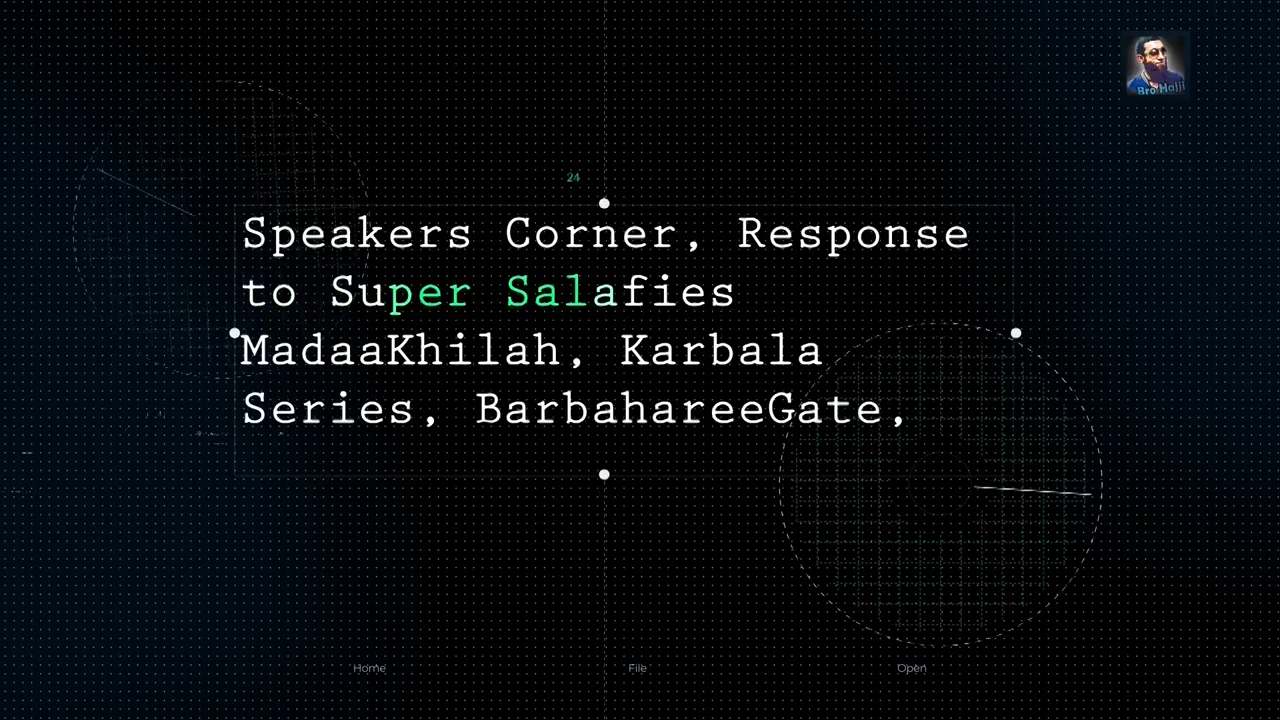 Bro Hajji
24
Speakers Corner, Response
to Super Salafies
MadaaKhilah, Karbala
Series, BarbahareeGate,
Home
File
Open